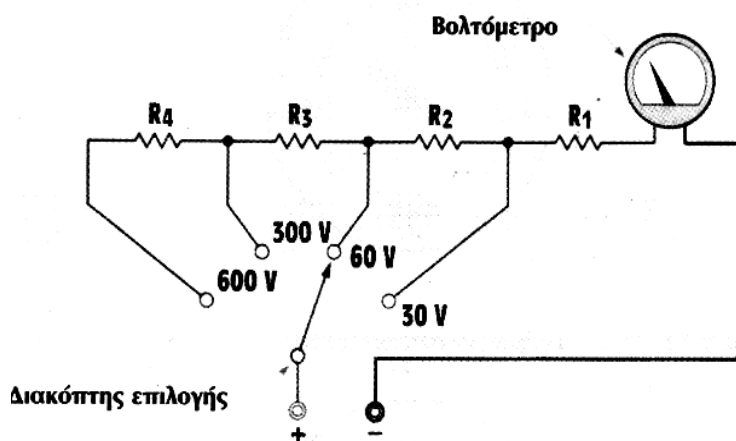 Βολτόμετρο
R4
R3
R2
R1
300 V
60 V
600 V
30 V
Διακόπτης επιλογής
+
-